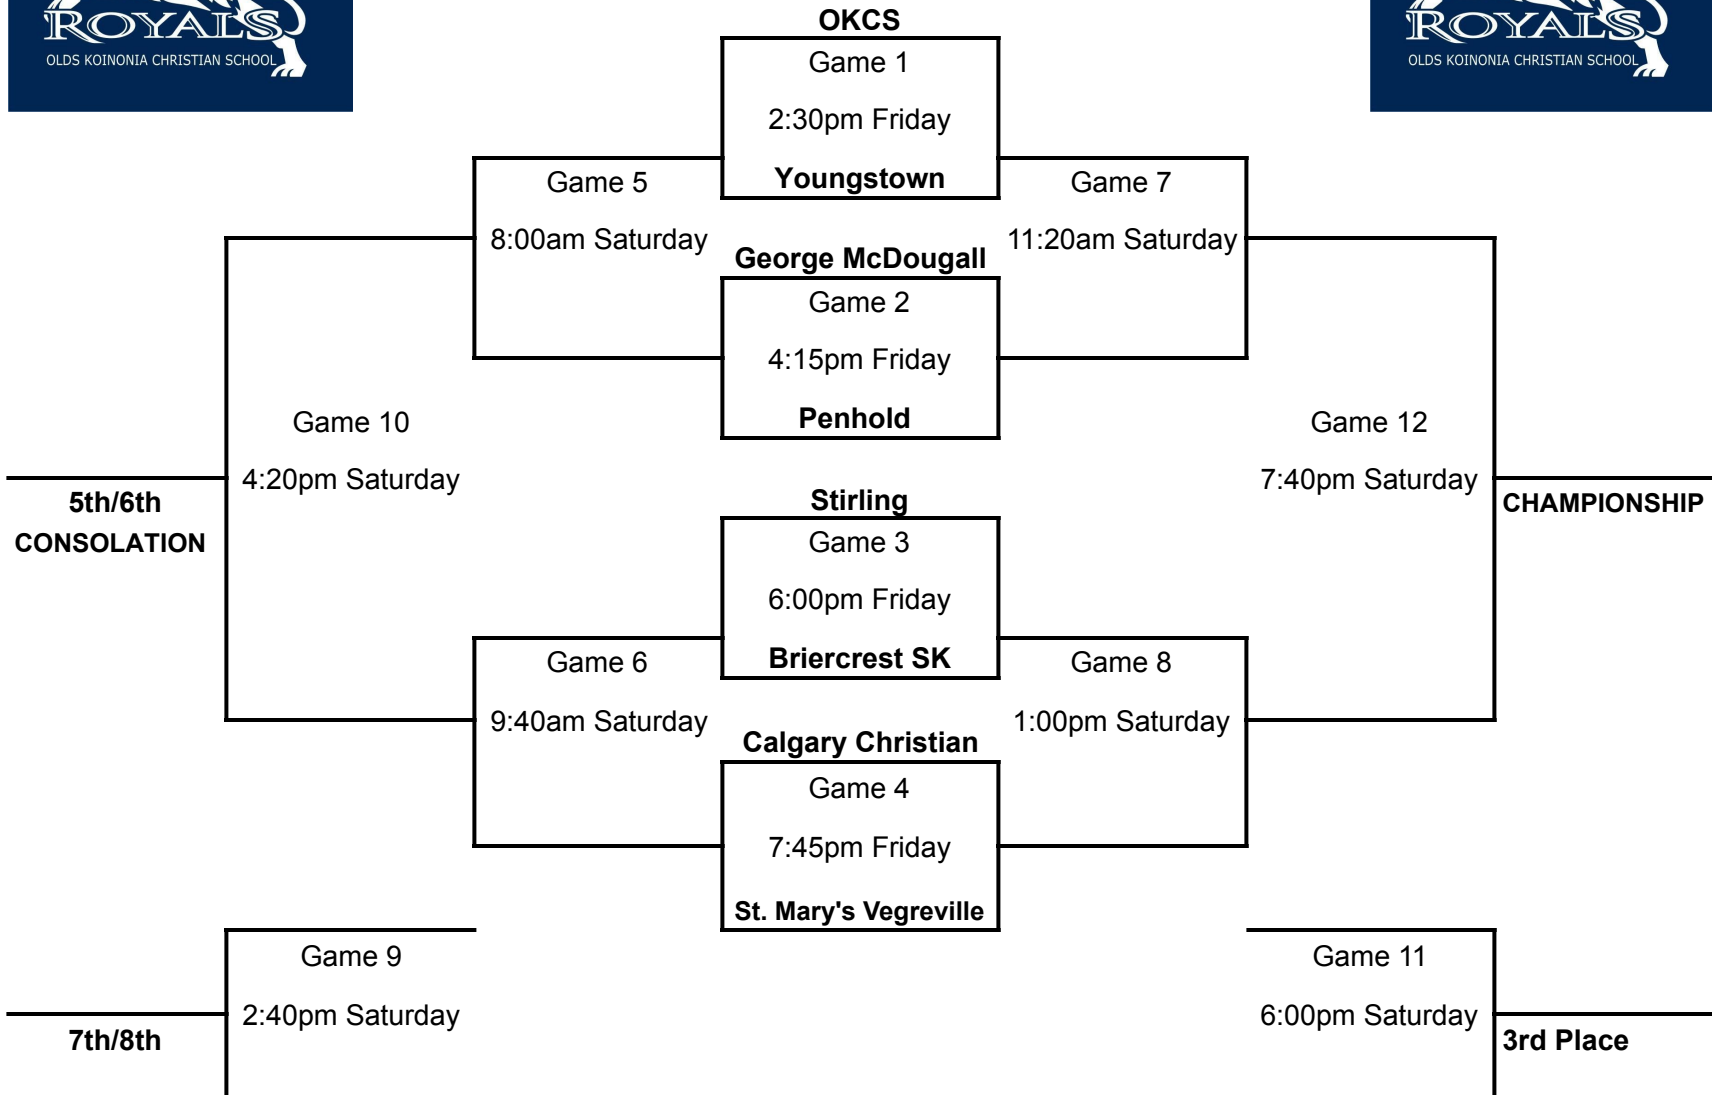 ROYALS
OLDS KOINONIA CHRISTIAN SCHOOL
ROYALS
OLDS KOINONIA CHRISTIAN SCHOOL
OKCS
Game 1
2:30pm Friday
Youngstown
Game 5
8:00am Saturday
Game 7
11:20am Saturday
George McDougall
Game 2
4:15pm Friday
Penhold
Game 10
4:20pm Saturday
5th/6th
CONSOLATION
Game 12
7:40pm Saturday
CHAMPIONSHIP
Stirling
Game 3
6:00pm Friday
Briercrest SK
Game 6
9:40am Saturday
Game 8
1:00pm Saturday
Calgary Christian
Game 4
7:45pm Friday
St. Mary's Vegreville
Game 9
2:40pm Saturday
7th/8th
Game 11
6:00pm Saturday
3rd Place